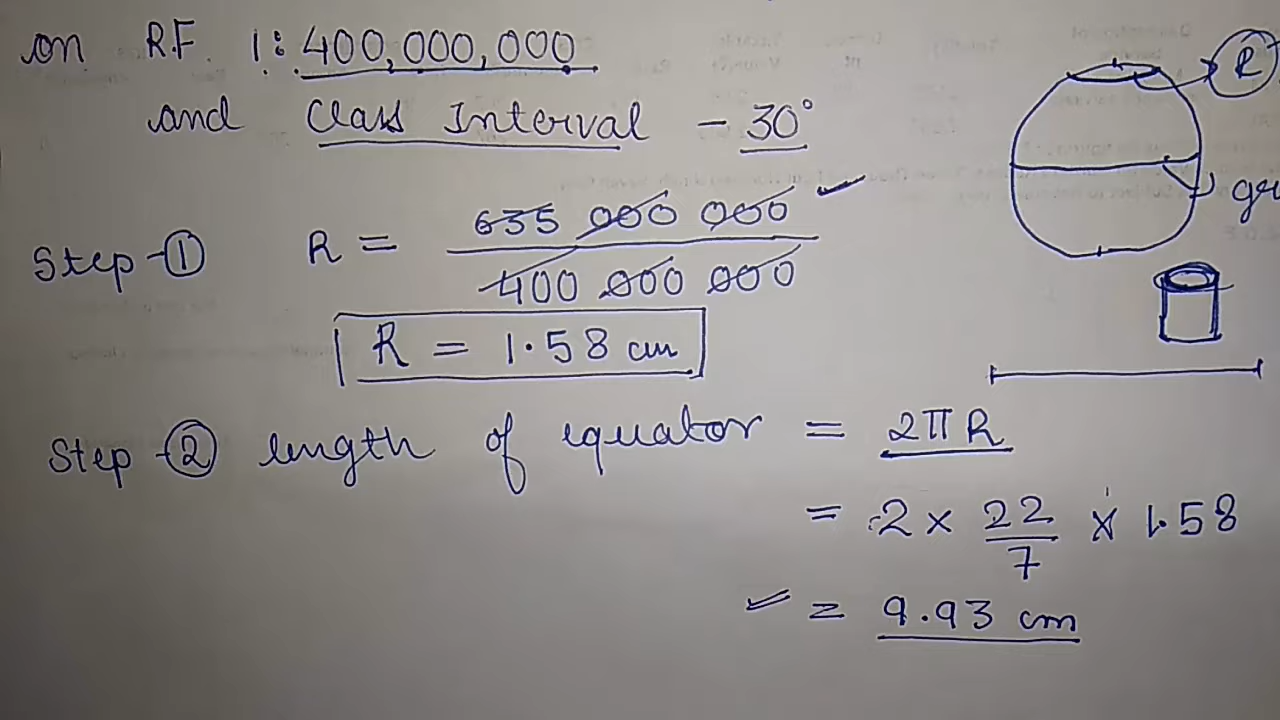 on R.F. 1:400,000,000
and Class Interval - 30°
R
Step-① R = 635 000 000 / 400 000 000
R = 1.58 cm
Step-② length of equator = 2πR
= 2 × 22/7 × 1.58
= 9.93 cm